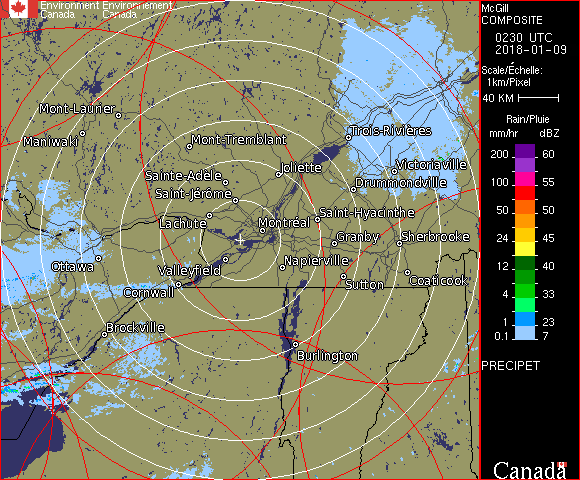 Environment Environnement
Canada Canada
McGill
COMPOSITE
0230 UTC
2018-01-09
Scale/Échelle:
1km/Pixel
40 KM
Rain/Pluie
mm/hr dBZ
200 60
100 55
50 50
24 45
12 40
4 33
1 23
0.1 7
PRECIPET
Canada
Mont-Laurier
Maniwaki
Mont-Tremblant
Trois-Rivières
Sainte-Adèle
Joliette
Victoriaville
Saint-Jérôme
Drummondville
Lachute
Montréal
Saint-Hyacinthe
Granby
Sherbrooke
Ottawa
Valleyfield
Napierville
Cornwall
Sutton
Coaticook
Brockville
Burlington